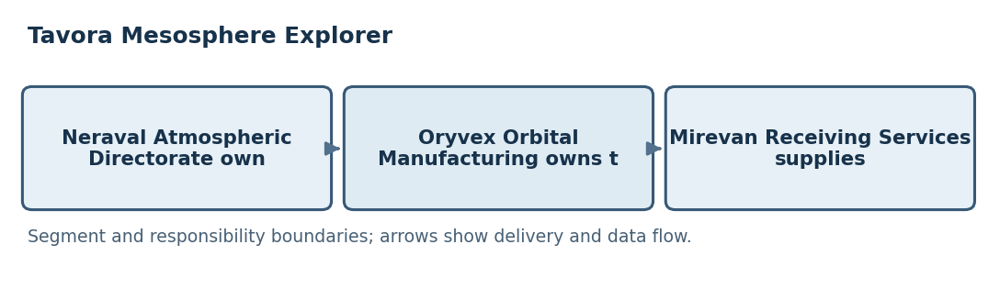 Tavora Mesosphere Explorer
Neraval Atmospheric
Directorate own
Oryvex Orbital
Manufacturing owns t
Mirevan Receiving Services
supplies
Segment and responsibility boundaries; arrows show delivery and data flow.